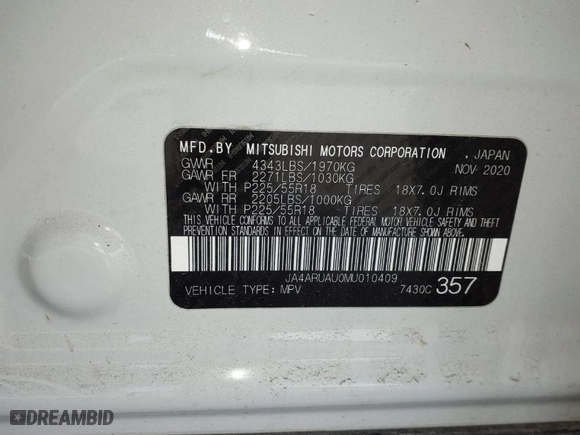 MFD.BY MITSUBISHI MOTORS CORPORATION , JAPAN
GVWR 4343LBS/1970KG NOV 2020
GAWR FR 2271LBS/1030KG
WITH P225/55R18 TIRES 18X7.0J RIMS
GAWR RR 2205LBS/1000KG
WITH P225/55R18 TIRES 18X7.0J RIMS
THIS VEHICLE CONFORMS TO ALL APPLICABLE FEDERAL MOTOR VEHICLE SAFETY AND THEFT
PREVENTION STANDARDS IN EFFECT ON THE DATE OF MANUFACTURE SHOWN ABOVE.
JA4ARUAU0MU010409
VEHICLE TYPE: MPV 7430C 357
DREAMBID